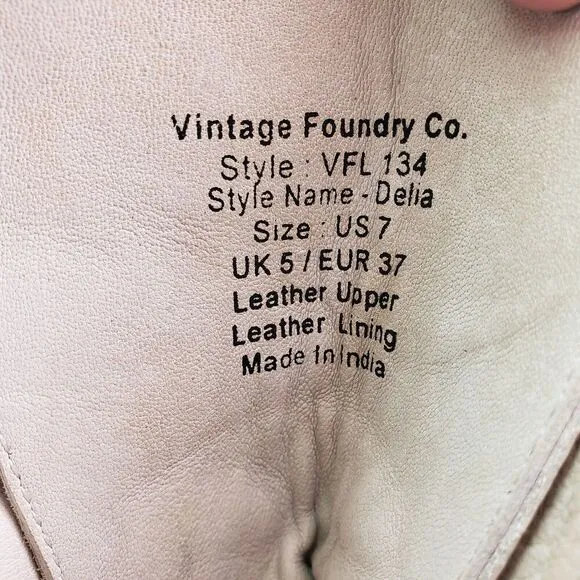 Vintage Foundry Co.
Style : VFL 134
Style Name - Delia
Size : US 7
UK 5 / EUR 37
Leather Upper
Leather Lining
Made In India